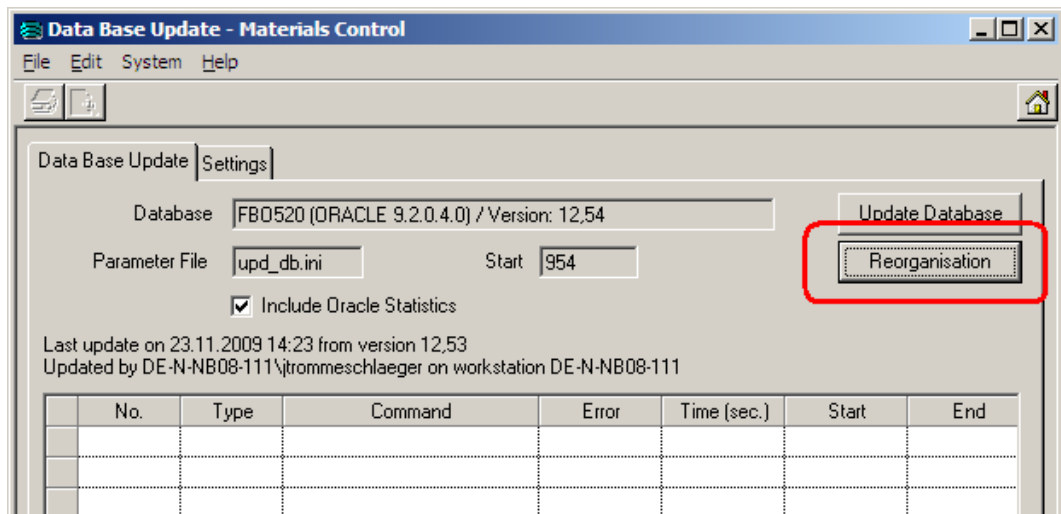 Data Base Update - Materials Control
File Edit System Help
Data Base Update Settings
Database FBO520 (ORACLE 9.2.0.4.0) / Version: 12,54 Update Database
Parameter File upd_db.ini Start 954 Reorganisation
Include Oracle Statistics
Last update on 23.11.2009 14:23 from version 12,53
Updated by DE-N-NB08-111\jtrommeschlaeger on workstation DE-N-NB08-111
No. Type Command Error Time (sec.) Start End